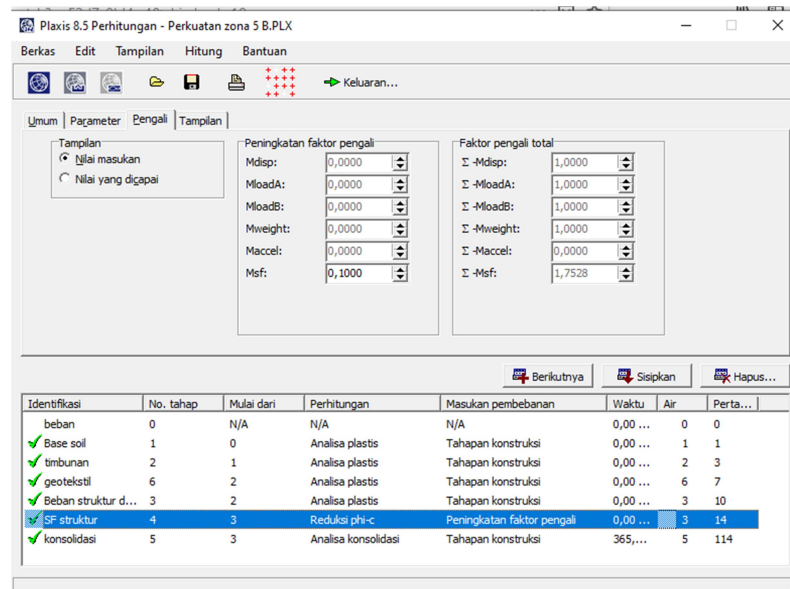 Plaxis 8.5 Perhitungan - Perkuatan zona 5 B.PLX
Berkas Edit Tampilan Hitung Bantuan
Keluaran...
Umum Parameter Pengali Tampilan
Tampilan
Nilai masukan
Nilai yang dicapai
Peningkatan faktor pengali
Mdisp: 0,0000
MloadA: 0,0000
MloadB: 0,0000
Mweight: 0,0000
Maccel: 0,0000
Msf: 0,1000
Faktor pengali total
Σ -Mdisp: 1,0000
Σ -MloadA: 1,0000
Σ -MloadB: 1,0000
Σ -Mweight: 1,0000
Σ -Maccel: 0,0000
Σ -Msf: 1,7528
Berikutnya Sisipkan Hapus...
Identifikasi No. tahap Mulai dari Perhitungan Masukan pembebanan Waktu Air Perta...
beban 0 N/A N/A N/A 0,00 ... 0 0
Base soil 1 0 Analisa plastis Tahapan konstruksi 0,00 ... 1 1
timbunan 2 1 Analisa plastis Tahapan konstruksi 0,00 ... 2 3
geotekstil 6 2 Analisa plastis Tahapan konstruksi 0,00 ... 6 7
Beban struktur d... 3 2 Analisa plastis Tahapan konstruksi 0,00 ... 3 10
SF struktur 4 3 Reduksi phi-c Peningkatan faktor pengali 0,00 ... 3 14
konsolidasi 5 3 Analisa konsolidasi Tahapan konstruksi 365,... 5 114